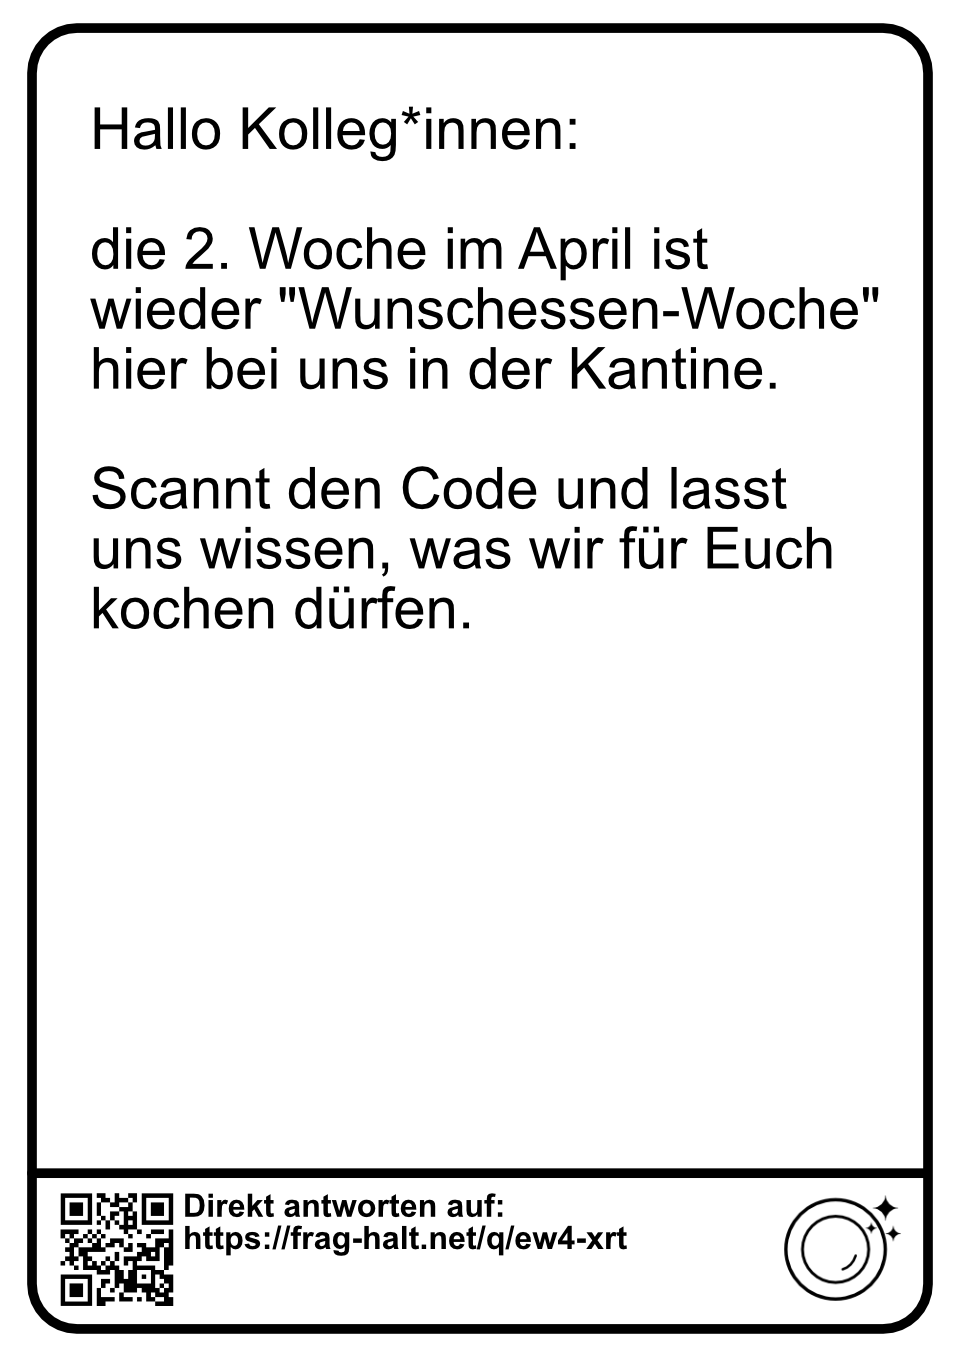 Hallo Kolleg*innen:
die 2. Woche im April ist
wieder "Wunschessen-Woche"
hier bei uns in der Kantine.
Scannt den Code und lasst
uns wissen, was wir für Euch
kochen dürfen.
Direkt antworten auf:
https://frag-halt.net/q/ew4-xrt